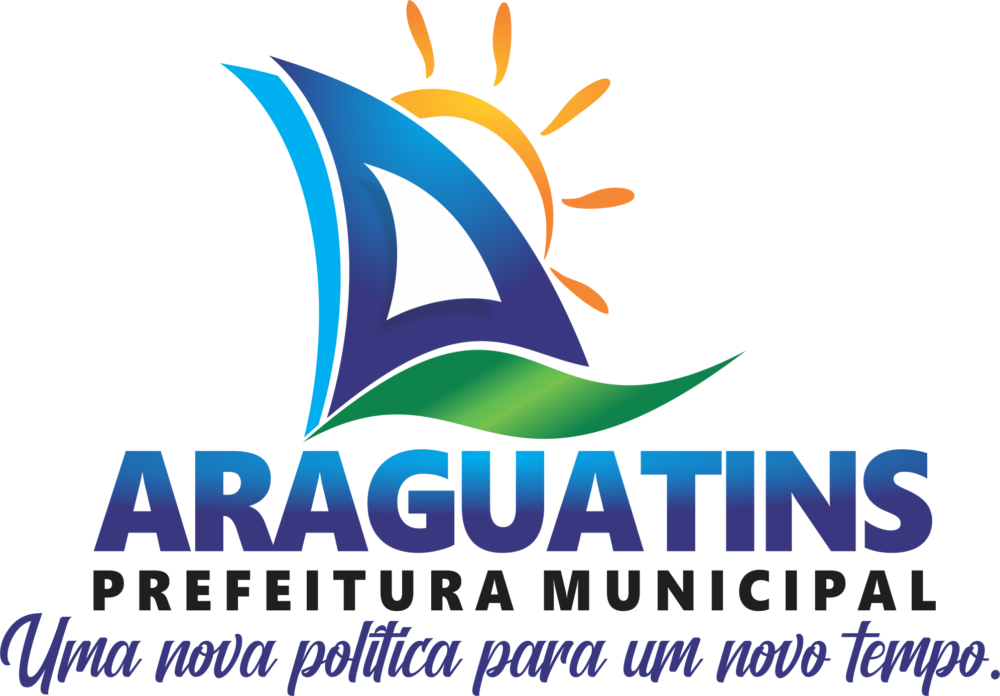 ARAGUATINS
PREFEITURA MUNICIPAL
Uma nova política para um novo tempo.